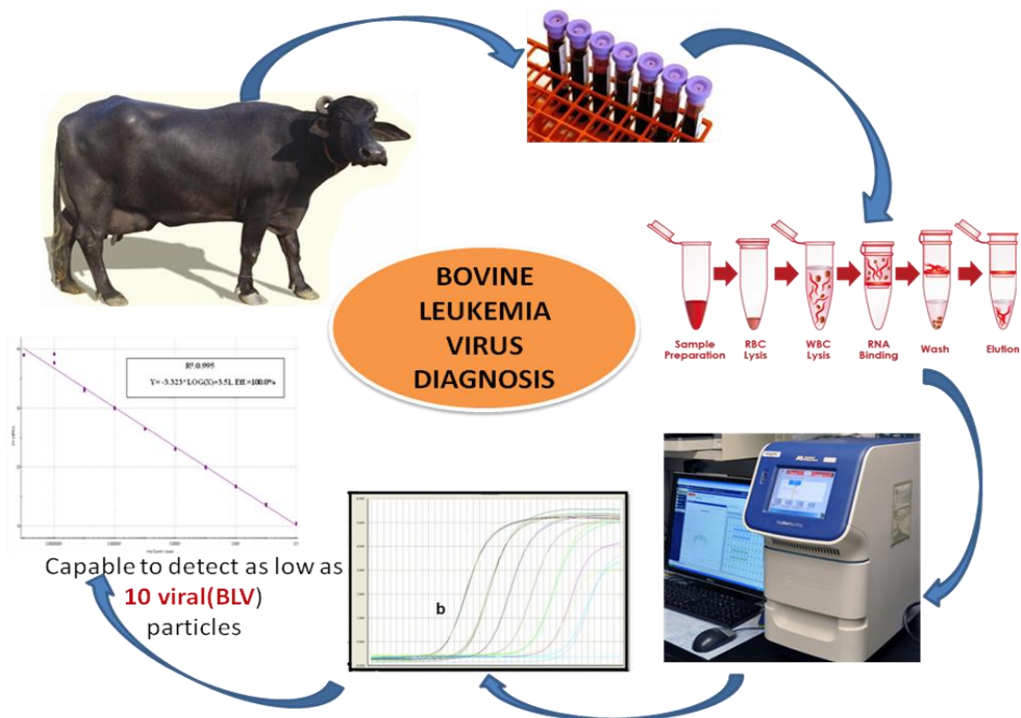 BOVINE
LEUKEMIA
VIRUS
DIAGNOSIS
Sample
Preparation
RBC
Lysis
WBC
Lysis
RNA
Binding
Wash
Elution
b
R²:0.995
Y= -3.323*LOG(X)+3.51, Eff.=100.0%
Capable to detect as low as
10 viral(BLV)
particles